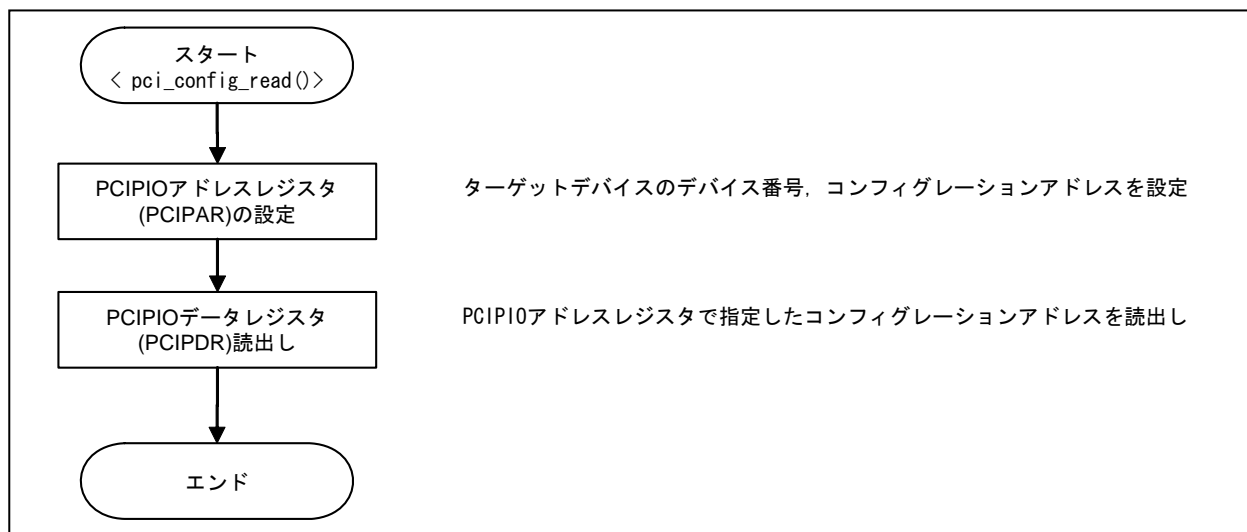 スタート
< pci_config_read()>
PCIPIOアドレスレジスタ
(PCIPAR)の設定
ターゲットデバイスのデバイス番号，コンフィグレーションアドレスを設定
PCIPIOデータレジスタ
(PCIPDR)読出し
PCIPIOアドレスレジスタで指定したコンフィグレーションアドレスを読出し
エンド